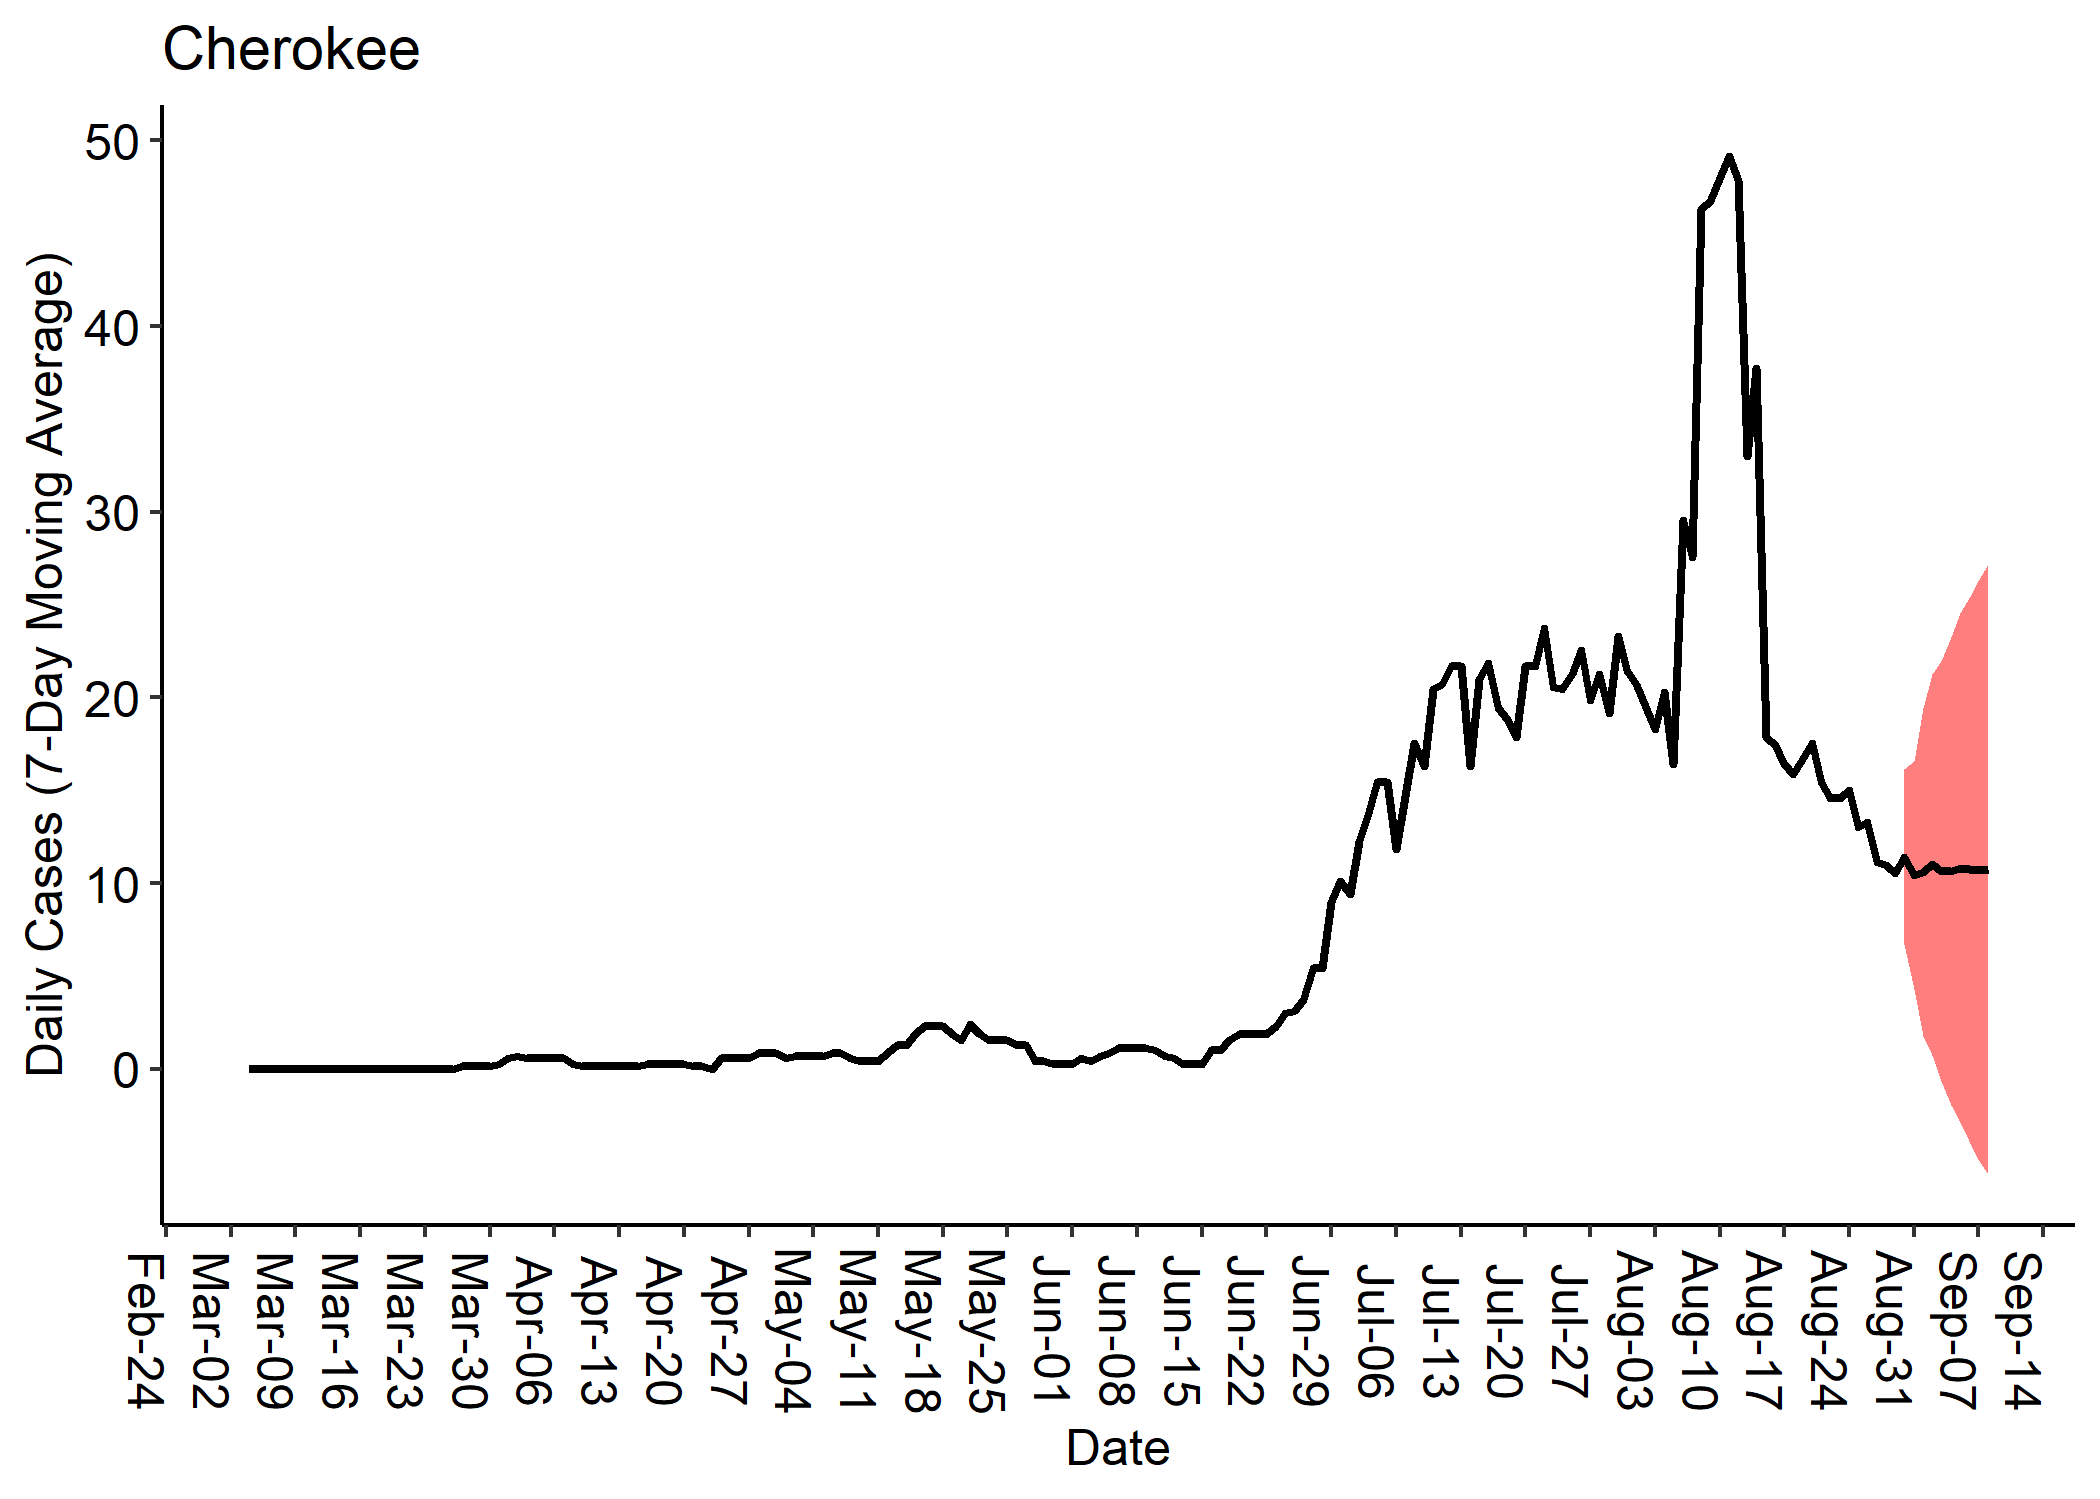 Cherokee
Daily Cases (7-Day Moving Average)
50
40
30
20
10
0
Feb-24
Mar-02
Mar-09
Mar-16
Mar-23
Mar-30
Apr-06
Apr-13
Apr-20
Apr-27
May-04
May-11
May-18
May-25
Jun-01
Jun-08
Jun-15
Jun-22
Jun-29
Jul-06
Jul-13
Jul-20
Jul-27
Aug-03
Aug-10
Aug-17
Aug-24
Aug-31
Sep-07
Sep-14
Date